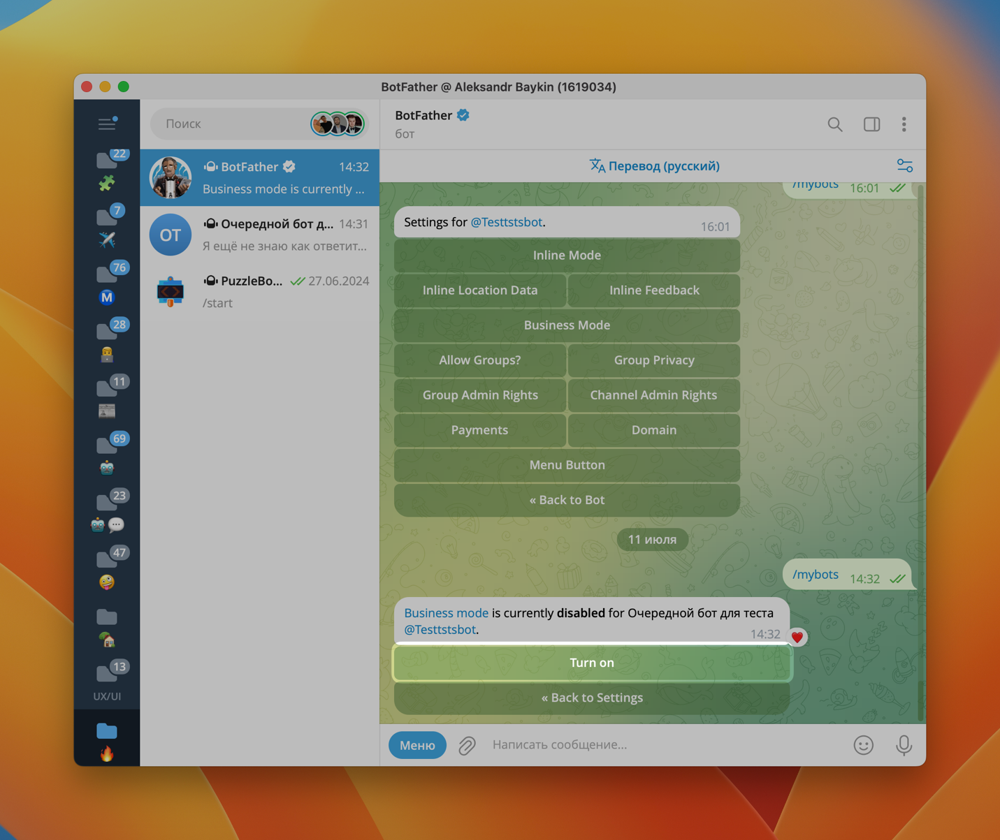 BotFather @ Aleksandr Baykin (1619034)
Поиск
22
7
76
M
28
11
69
23
47
13
UX/UI
BotFather
14:32
Business mode is currently ...
ОТ
Очередной бот д...
14:31
Я ещё не знаю как ответит...
PuzzleBo...
27.06.2024
/start
BotFather
бот
Перевод (русский)
/mybots 16:01
Settings for @Testtstsbot.
16:01
Inline Mode
Inline Location Data
Inline Feedback
Business Mode
Allow Groups?
Group Privacy
Group Admin Rights
Channel Admin Rights
Payments
Domain
Menu Button
« Back to Bot
11 июля
/mybots 14:32
Business mode is currently disabled for Очередной бот для теста
@Testtstsbot.
14:32
Turn on
« Back to Settings
Меню
Написать сообщение...